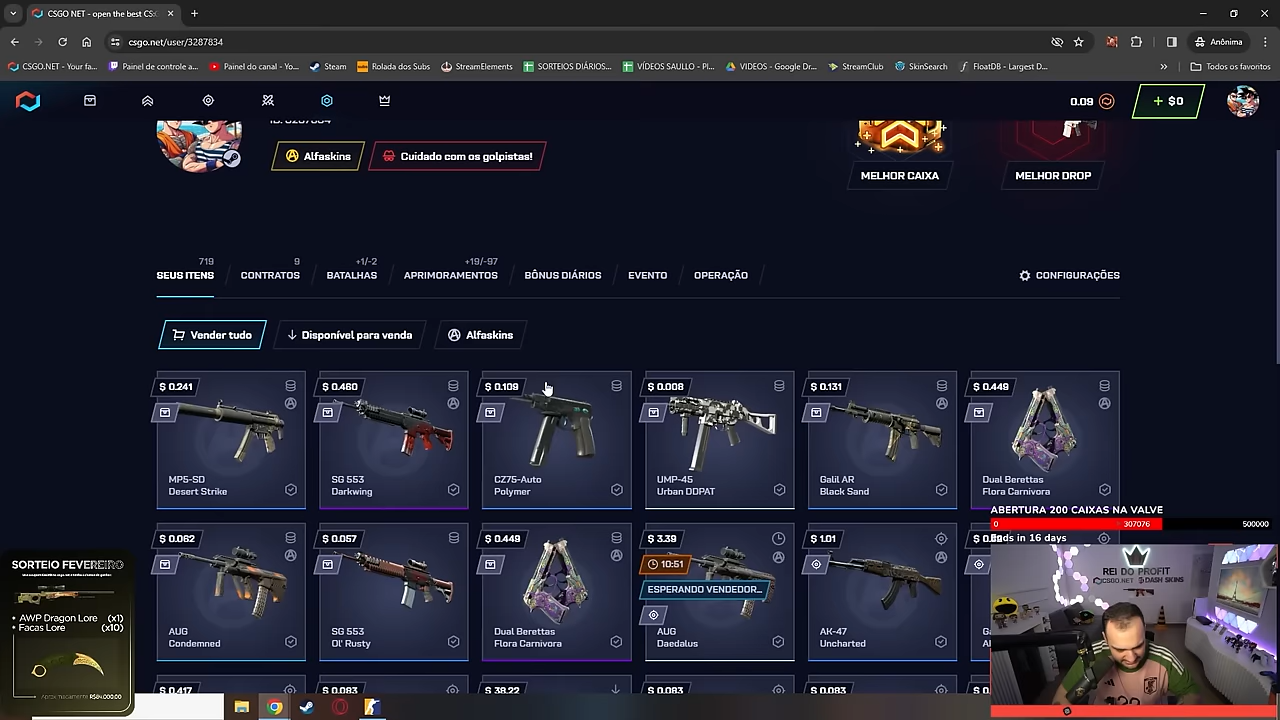 CSGO NET - open the best CS:
csgo.net/user/3287834
Anônima
CSGO.NET - Your fa...
Painel de controle a...
Painel do canal - Yo...
Steam
Rolada dos Subs
StreamElements
SORTEIOS DIÁRIOS...
VÍDEOS SAULLO - Pl...
VIDEOS - Google Dr...
StreamClub
SkinSearch
FloatDB - Largest D...
Todos os favoritos
0.09
+ $0
Alfaskins
Cuidado com os golpistas!
MELHOR CAIXA
MELHOR DROP
719
9
+1/-2
+19/-97
SEUS ITENS
CONTRATOS
BATALHAS
APRIMORAMENTOS
BÔNUS DIÁRIOS
EVENTO
OPERAÇÃO
CONFIGURAÇÕES
Vender tudo
Disponível para venda
Alfaskins
$ 0.241
MP5-SD
Desert Strike
$ 0.460
SG 553
Darkwing
$ 0.109
CZ75-Auto
Polymer
$ 0.008
UMP-45
Urban DDPAT
$ 0.131
Galil AR
Black Sand
$ 0.449
Dual Berettas
Flora Carnivora
$ 0.062
AUG
Condemned
$ 0.057
SG 553
Ol' Rusty
$ 0.449
Dual Berettas
Flora Carnivora
$ 3.39
10:51
ESPERANDO VENDEDOR...
AUG
Daedalus
$ 1.01
AK-47
Uncharted
$ 0.417
$ 0.083
$ 38.22
$ 0.083
$ 0.083
ABERTURA 200 CAIXAS NA VALVE
0
307076
500000
Ends in 16 days
REI DO PROFIT
CSGO.NET
DASH SKINS
SORTEIO FEVEREIRO
• AWP Dragon Lore (x1)
• Facas Lore (x10)